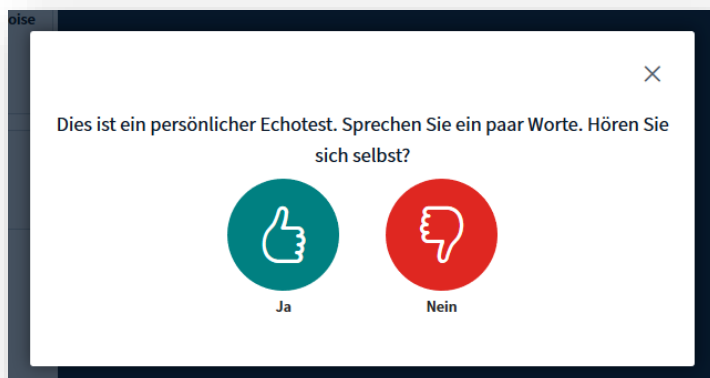 oise
Dies ist ein persönlicher Echotest. Sprechen Sie ein paar Worte. Hören Sie
sich selbst?
Ja
Nein